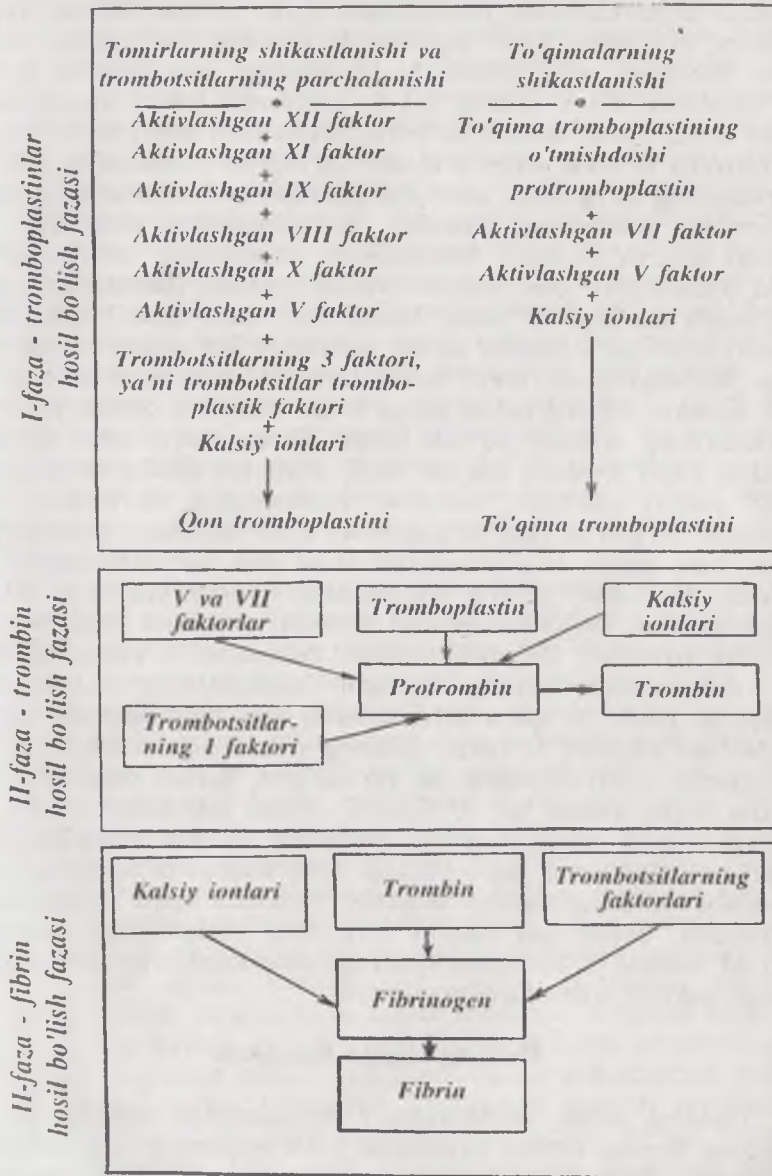 I-faza - tromboplastinlar
hosil bo'lish fazasi
Tomirlarning shikastlanishi va
trombotsitlarning parchalanishi
Aktivlashgan XII faktor
+
Aktivlashgan XI faktor
+
Aktivlashgan IX faktor
+
Aktivlashgan VIII faktor
+
Aktivlashgan X faktor
+
Aktivlashgan V faktor
+
Trombotsitlarning 3 faktori,
ya'ni trombotsitlar trombo-
plastik faktori
+
Kalsiy ionlari
Qon tromboplastini
To'qimalarning
shikastlanishi
To'qima tromboplastining
o'tmishdoshi
protromboplastin
+
Aktivlashgan VII faktor
+
Aktivlashgan V faktor
+
Kalsiy ionlari
To'qima tromboplastini
II-faza - trombin
hosil bo'lish fazasi
V va VII
faktorlar
Tromboplastin
Kalsiy
ionlari
Protrombin
Trombin
Trombotsitlar-
ning 1 faktori
II-faza - fibrin
hosil bo'lish fazasi
Kalsiy ionlari
Trombin
Trombotsitlarning
faktorlari
Fibrinogen
Fibrin